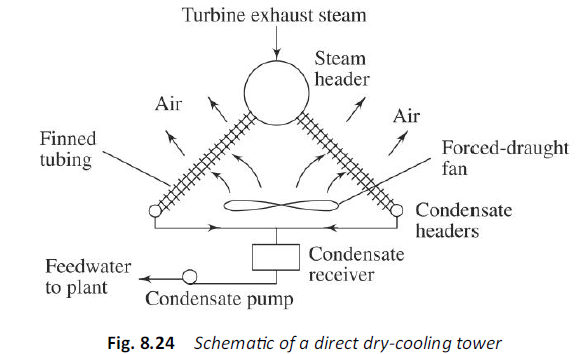 Turbine exhaust steam
Steam
header
Air
Air
Finned
tubing
Forced-draught
fan
Condensate
headers
Condensate
receiver
Feedwater
to plant
Condensate pump
Fig. 8.24 Schematic of a direct dry-cooling tower